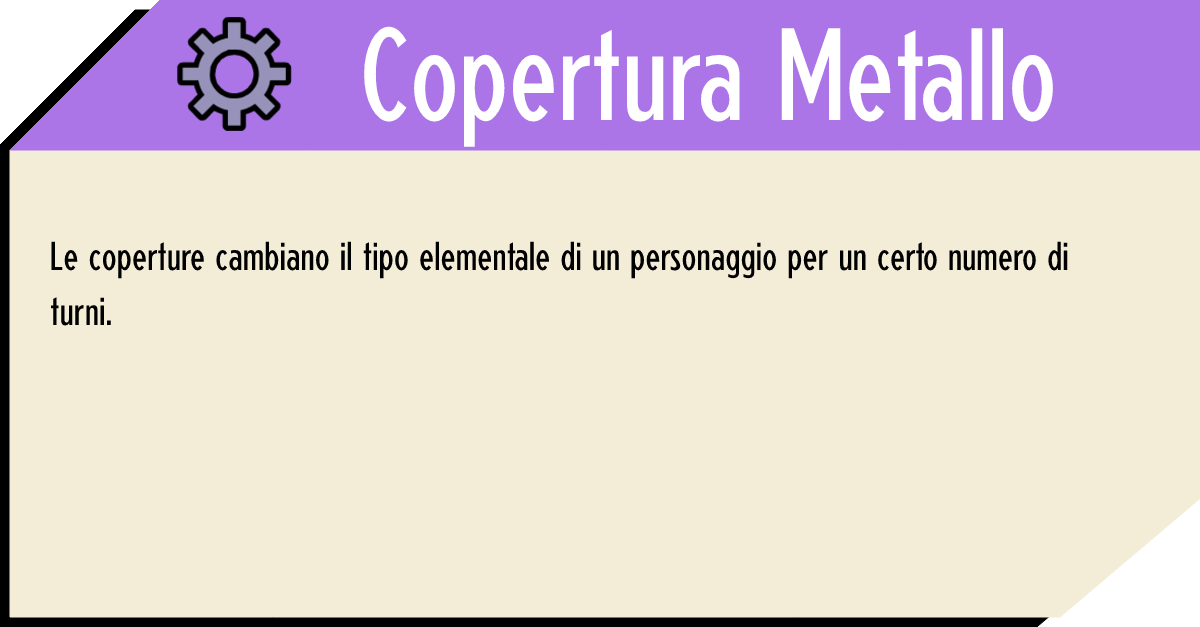 Copertura Metallo
Le coperture cambiano il tipo elementale di un personaggio per un certo numero di
turni.